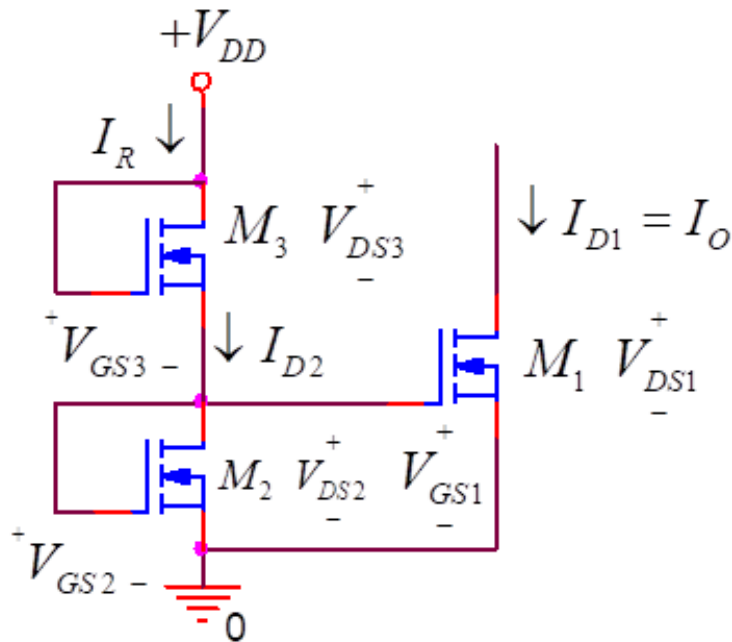 +V_DD
I_R ↓
M_3 + V_DS3 −
↓ I_D1 = I_O
+ V_GS3 −
↓ I_D2
M_1 + V_DS1 −
M_2 + V_DS2 −
+ V_GS1 −
+ V_GS2 −
0